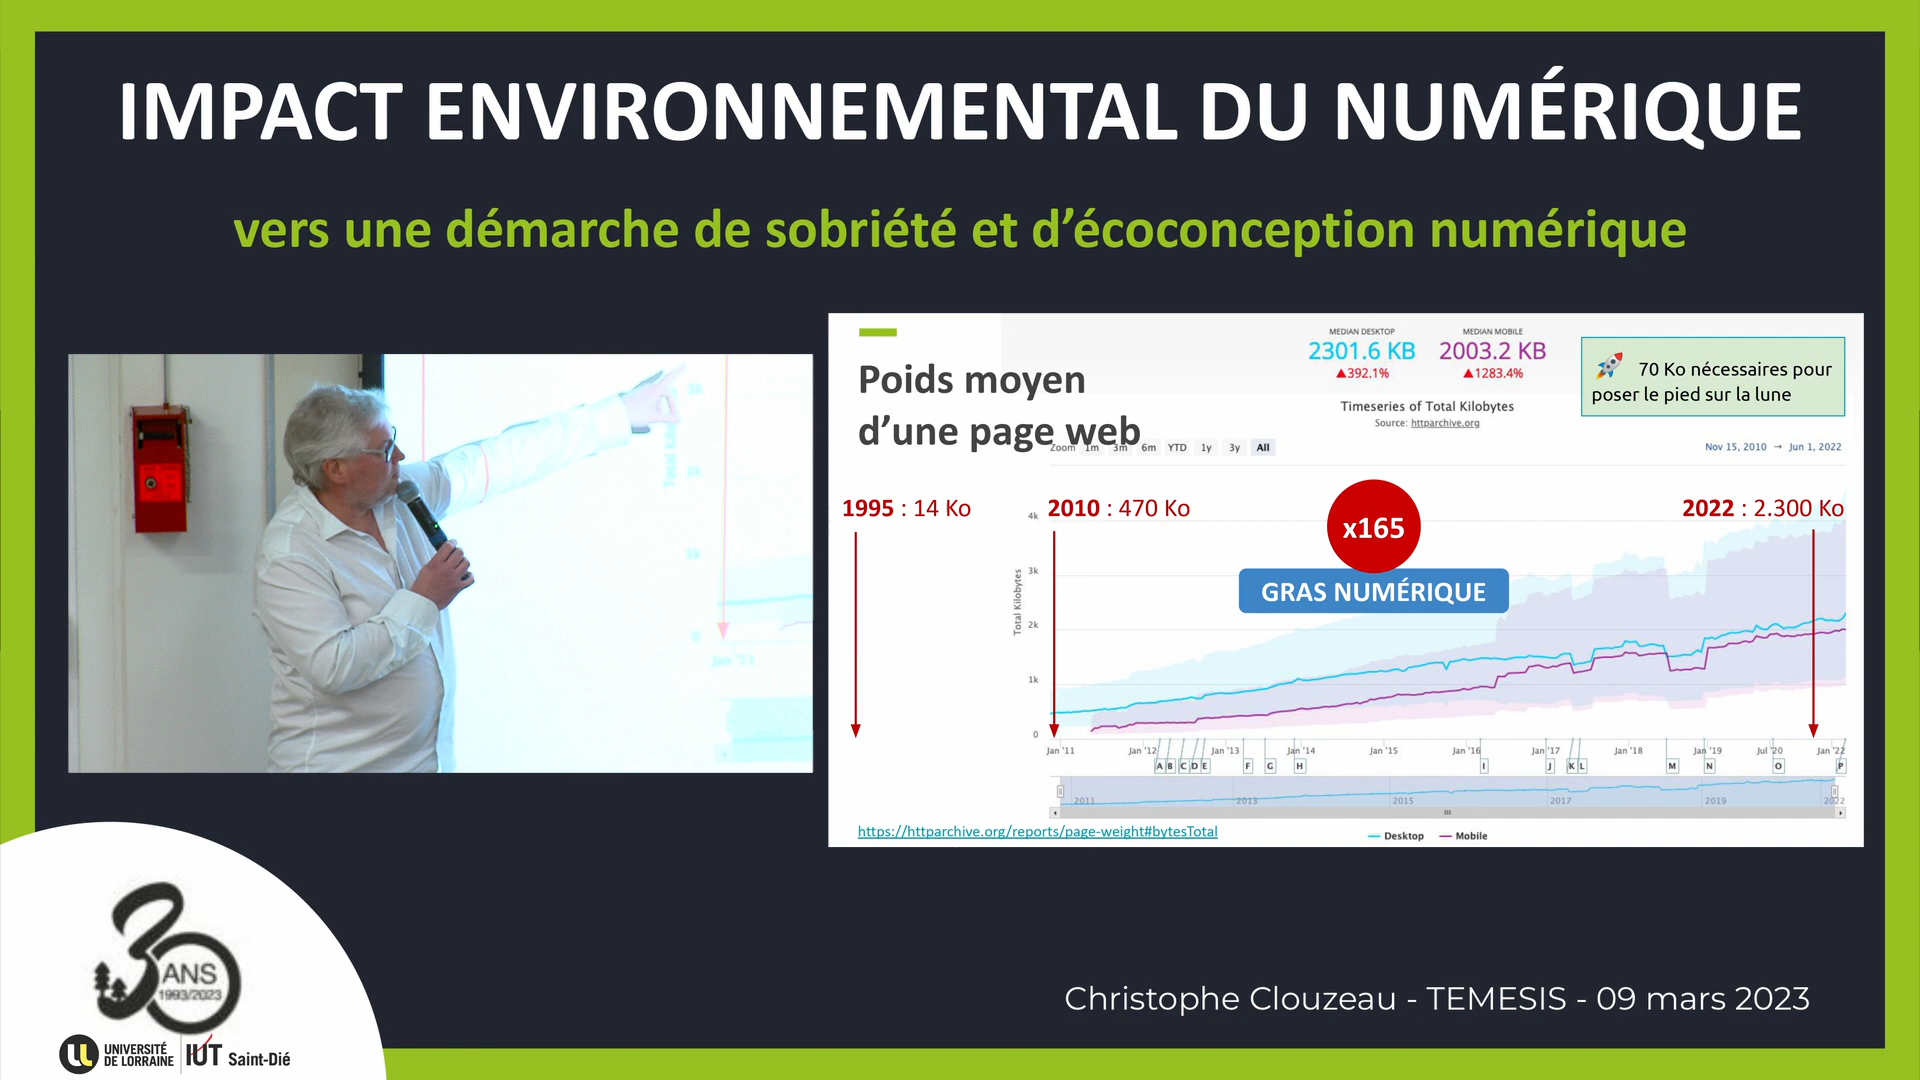 IMPACT ENVIRONNEMENTAL DU NUMÉRIQUE
vers une démarche de sobriété et d’écoconception numérique
Poids moyen
d’une page web
MEDIAN DESKTOP
2301.6 KB
▲392.1%
MEDIAN MOBILE
2003.2 KB
▲1283.4%
🚀 70 Ko nécessaires pour
poser le pied sur la lune
Timeseries of Total Kilobytes
Source: httparchive.org
Zoom 1m 3m 6m YTD 1y 3y All
Nov 15, 2010 → Jun 1, 2022
1995 : 14 Ko
2010 : 470 Ko
x165
2022 : 2.300 Ko
GRAS NUMÉRIQUE
Total Kilobytes
4k
3k
2k
1k
0
Jan '11 Jan '12 Jan '13 Jan '14 Jan '15 Jan '16 Jan '17 Jan '18 Jan '19 Jul '20 Jan '22
A B C D E F G H I J K L M N O P
2011 2013 2015 2017 2019 2022
https://httparchive.org/reports/page-weight#bytesTotal
Desktop Mobile
Jan '12
30 ANS
1993/2023
UNIVERSITÉ
DE LORRAINE
IUT Saint-Dié
Christophe Clouzeau - TEMESIS - 09 mars 2023